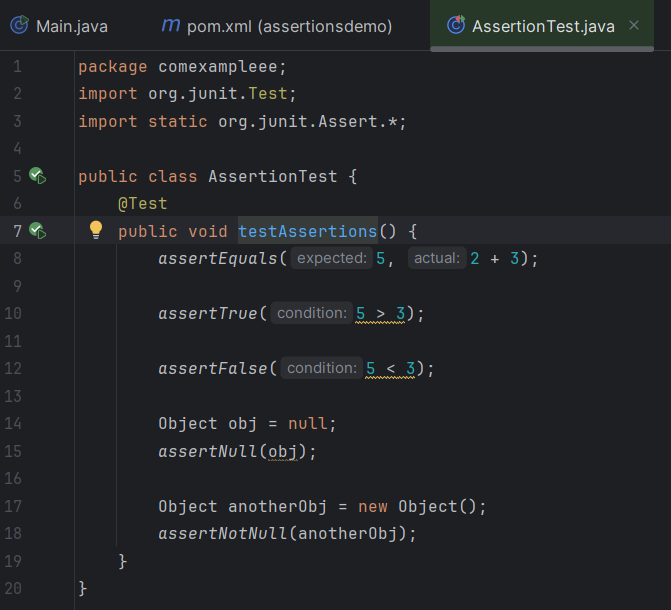 Main.java pom.xml (assertionsdemo) AssertionTest.java
1 package comexampleee;
2 import org.junit.Test;
3 import static org.junit.Assert.*;
4
5 public class AssertionTest {
6 @Test
7 public void testAssertions() {
8 assertEquals( expected: 5, actual: 2 + 3);
9
10 assertTrue( condition: 5 > 3);
11
12 assertFalse( condition: 5 < 3);
13
14 Object obj = null;
15 assertNull(obj);
16
17 Object anotherObj = new Object();
18 assertNotNull(anotherObj);
19 }
20 }